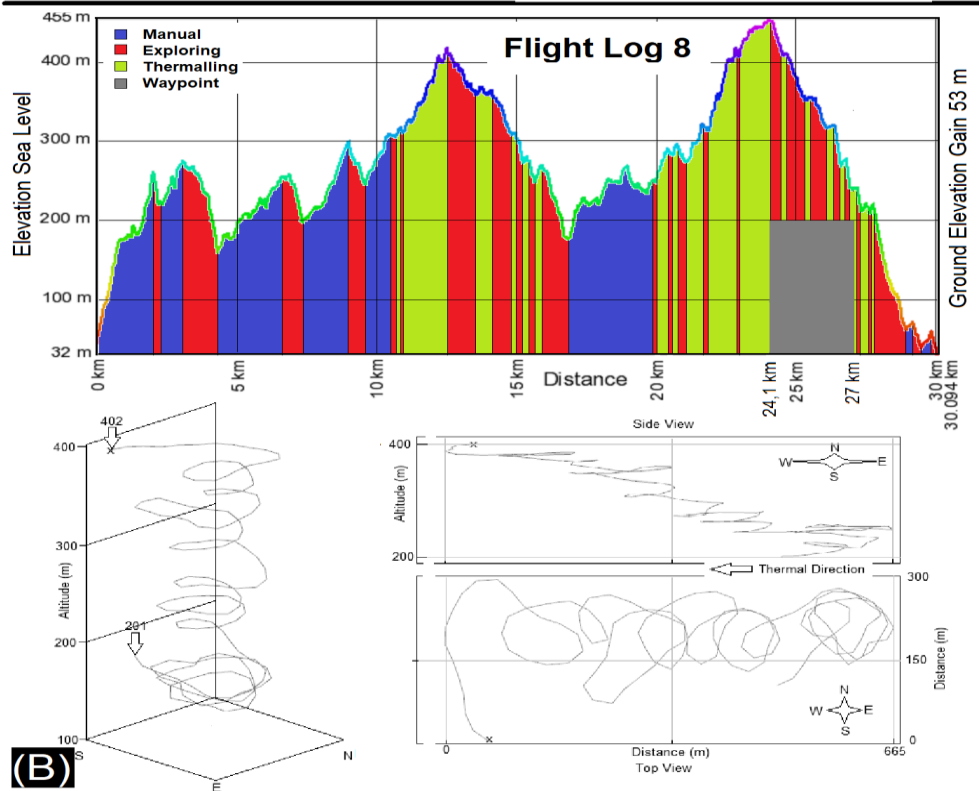 455 m
400 m
300 m
200 m
100 m
32 m
Elevation Sea Level
Manual
Exploring
Thermalling
Waypoint
Flight Log 8
Ground Elevation Gain 53 m
0 km
5km
10 km
15 km
20 km
24,1 km
25 km
27 km
30 km
30.094 km
Distance
402
400
300
201
200
100
Altitude (m)
S
E
N
(B)
Side View
400
200
Altitude (m)
N
W E
S
Thermal Direction
300
150
0
Distance (m)
N
W E
S
0
Distance (m)
665
Top View